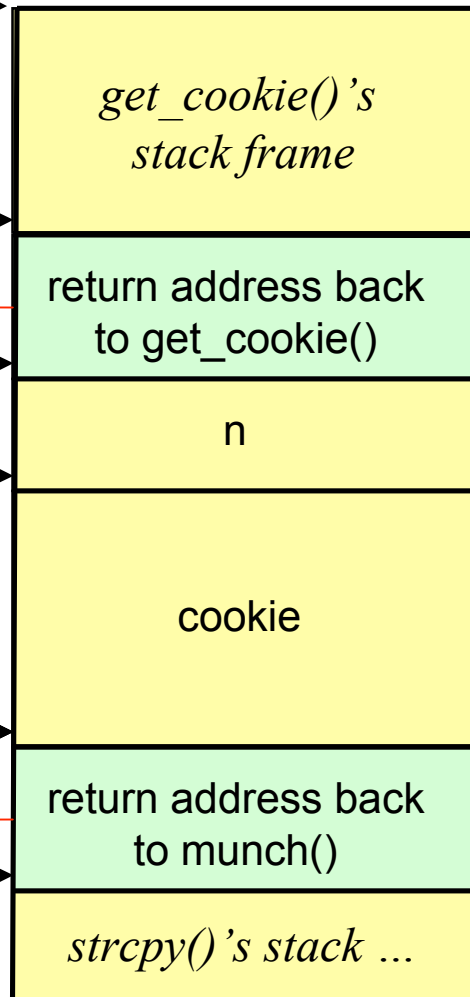 get_cookie()’s
stack frame
return address back
to get_cookie()
n
cookie
return address back
to munch()
strcpy()’s stack ...